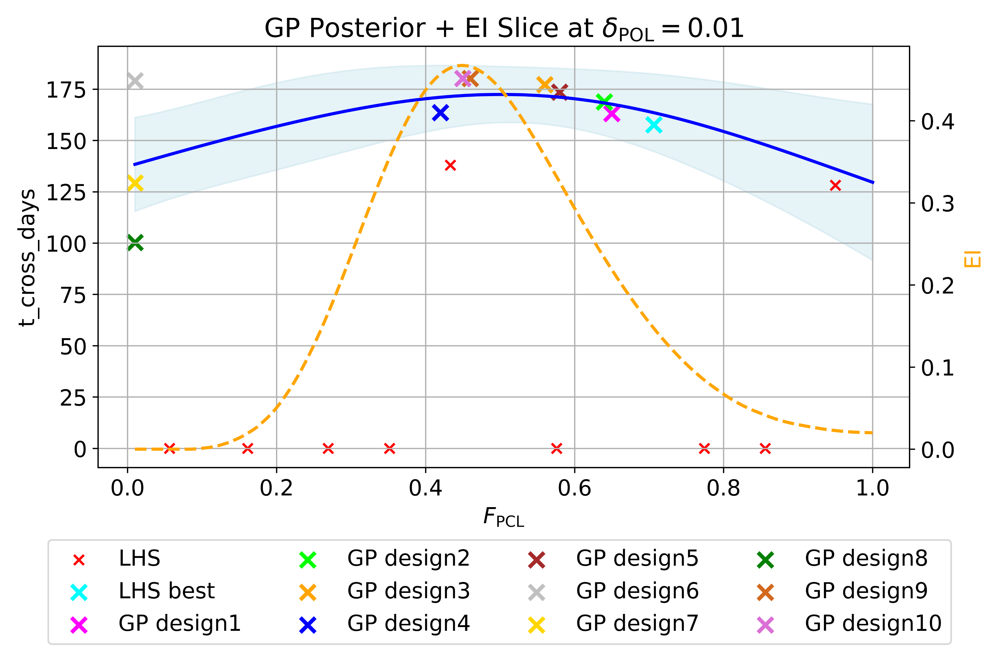 GP Posterior + EI Slice at δPOL = 0.01
t_cross_days
175
150
125
100
75
50
25
0
0.4
0.3
0.2
0.1
0.0
EI
0.0 0.2 0.4 0.6 0.8 1.0
FPCL
LHS GP design2 GP design5 GP design8
LHS best GP design3 GP design6 GP design9
GP design1 GP design4 GP design7 GP design10